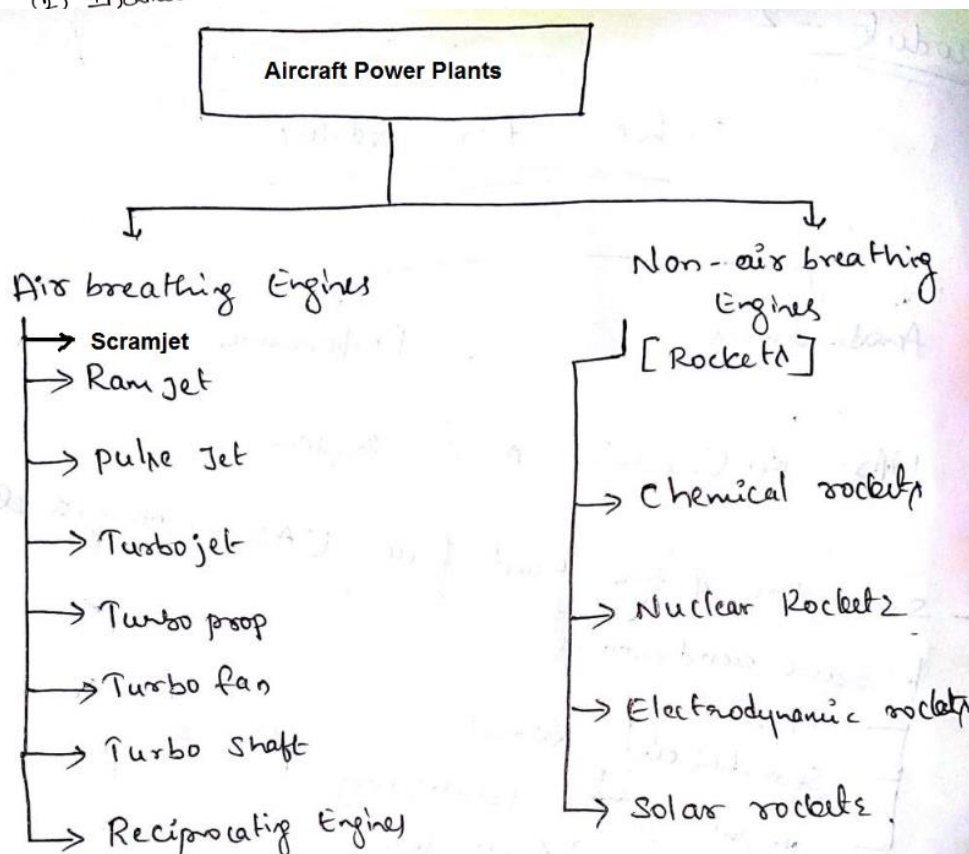 Aircraft Power Plants
Air breathing Engines
Scramjet
Ram jet
pulse Jet
Turbojet
Turbo prop
Turbo fan
Turbo shaft
Reciprocating Engines
Non-air breathing
Engines
[Rockets]
Chemical rockets
Nuclear Rockets
Electrodynamic rockets
Solar rockets.